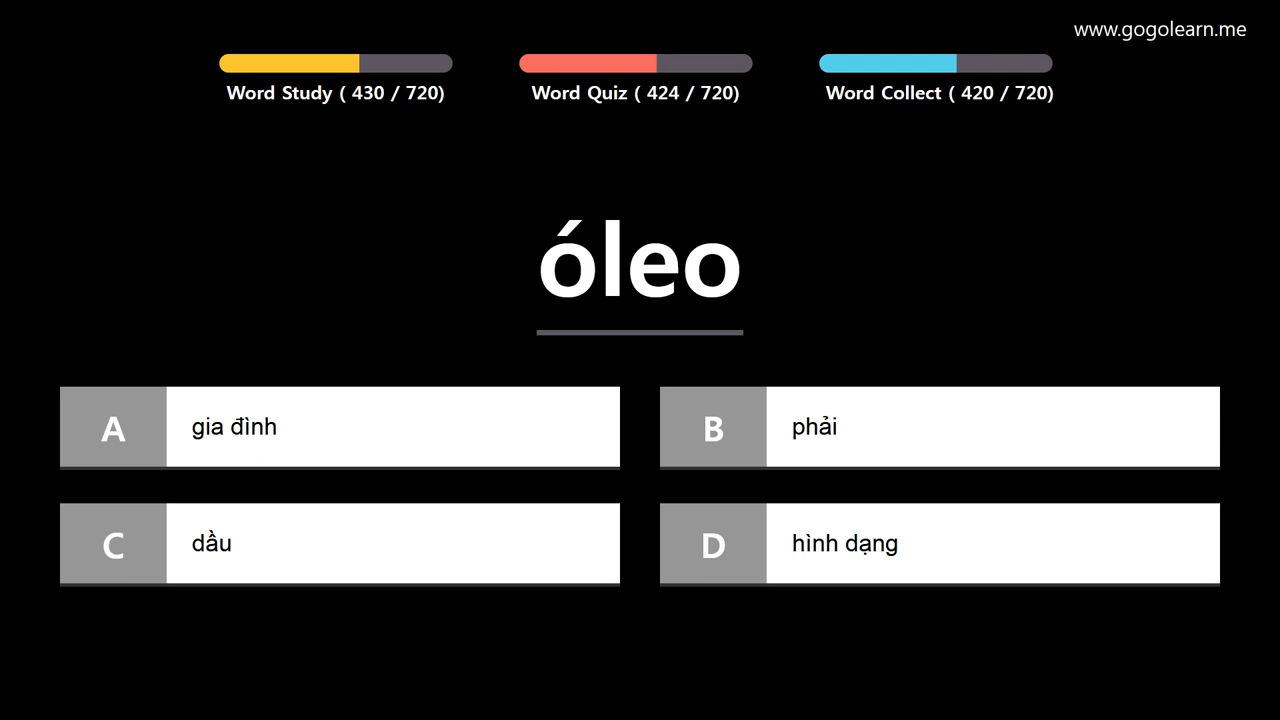 www.gogolearn.me
Word Study ( 430 / 720)
Word Quiz ( 424 / 720)
Word Collect ( 420 / 720)
óleo
A gia đình
B phải
C dầu
D hình dạng